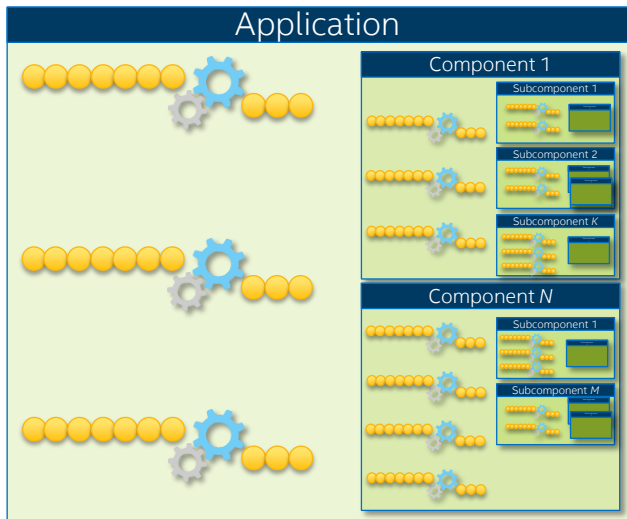 Application
Component 1
Subcomponent 1
Subcomponent 2
Subcomponent K
Component N
Subcomponent 1
Subcomponent M